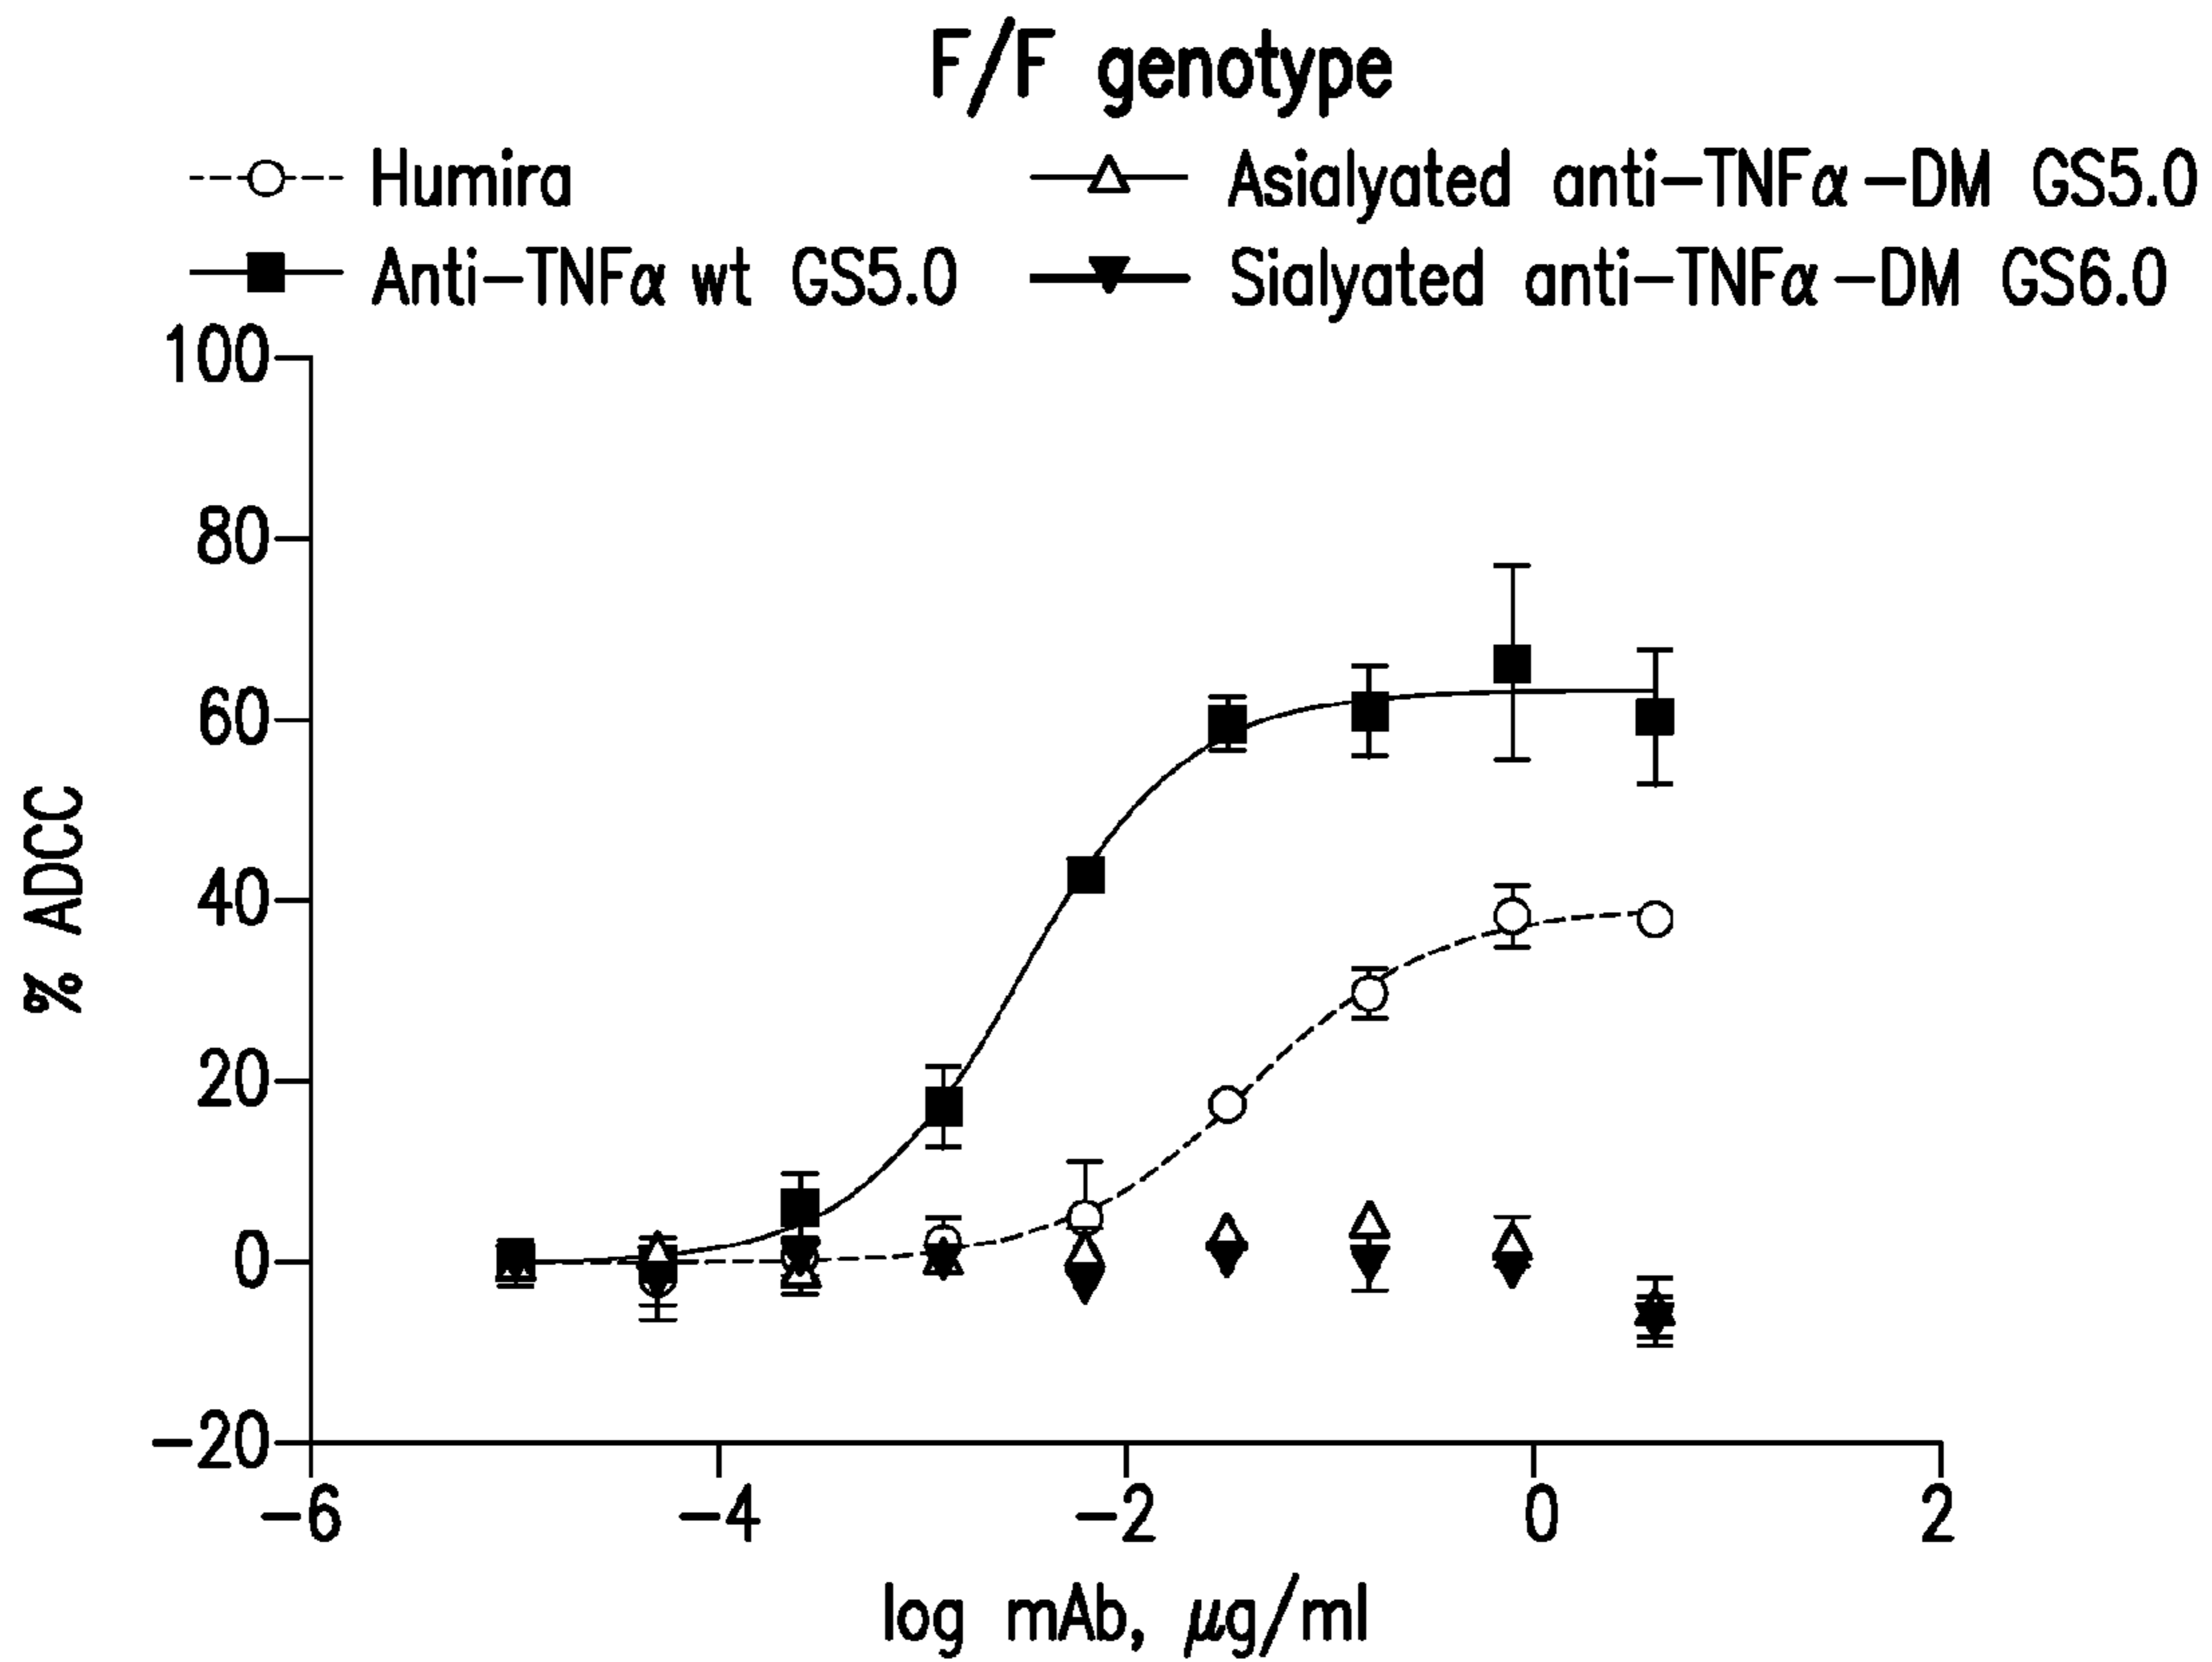 F/F genotype
Humira
Asialyated anti-TNFα-DM GS5.0
Anti-TNFα wt GS5.0
Sialyated anti-TNFα-DM GS6.0
100
80
60
40
20
0
-20
% ADCC
-6 -4 -2 0 2
log mAb, μg/ml